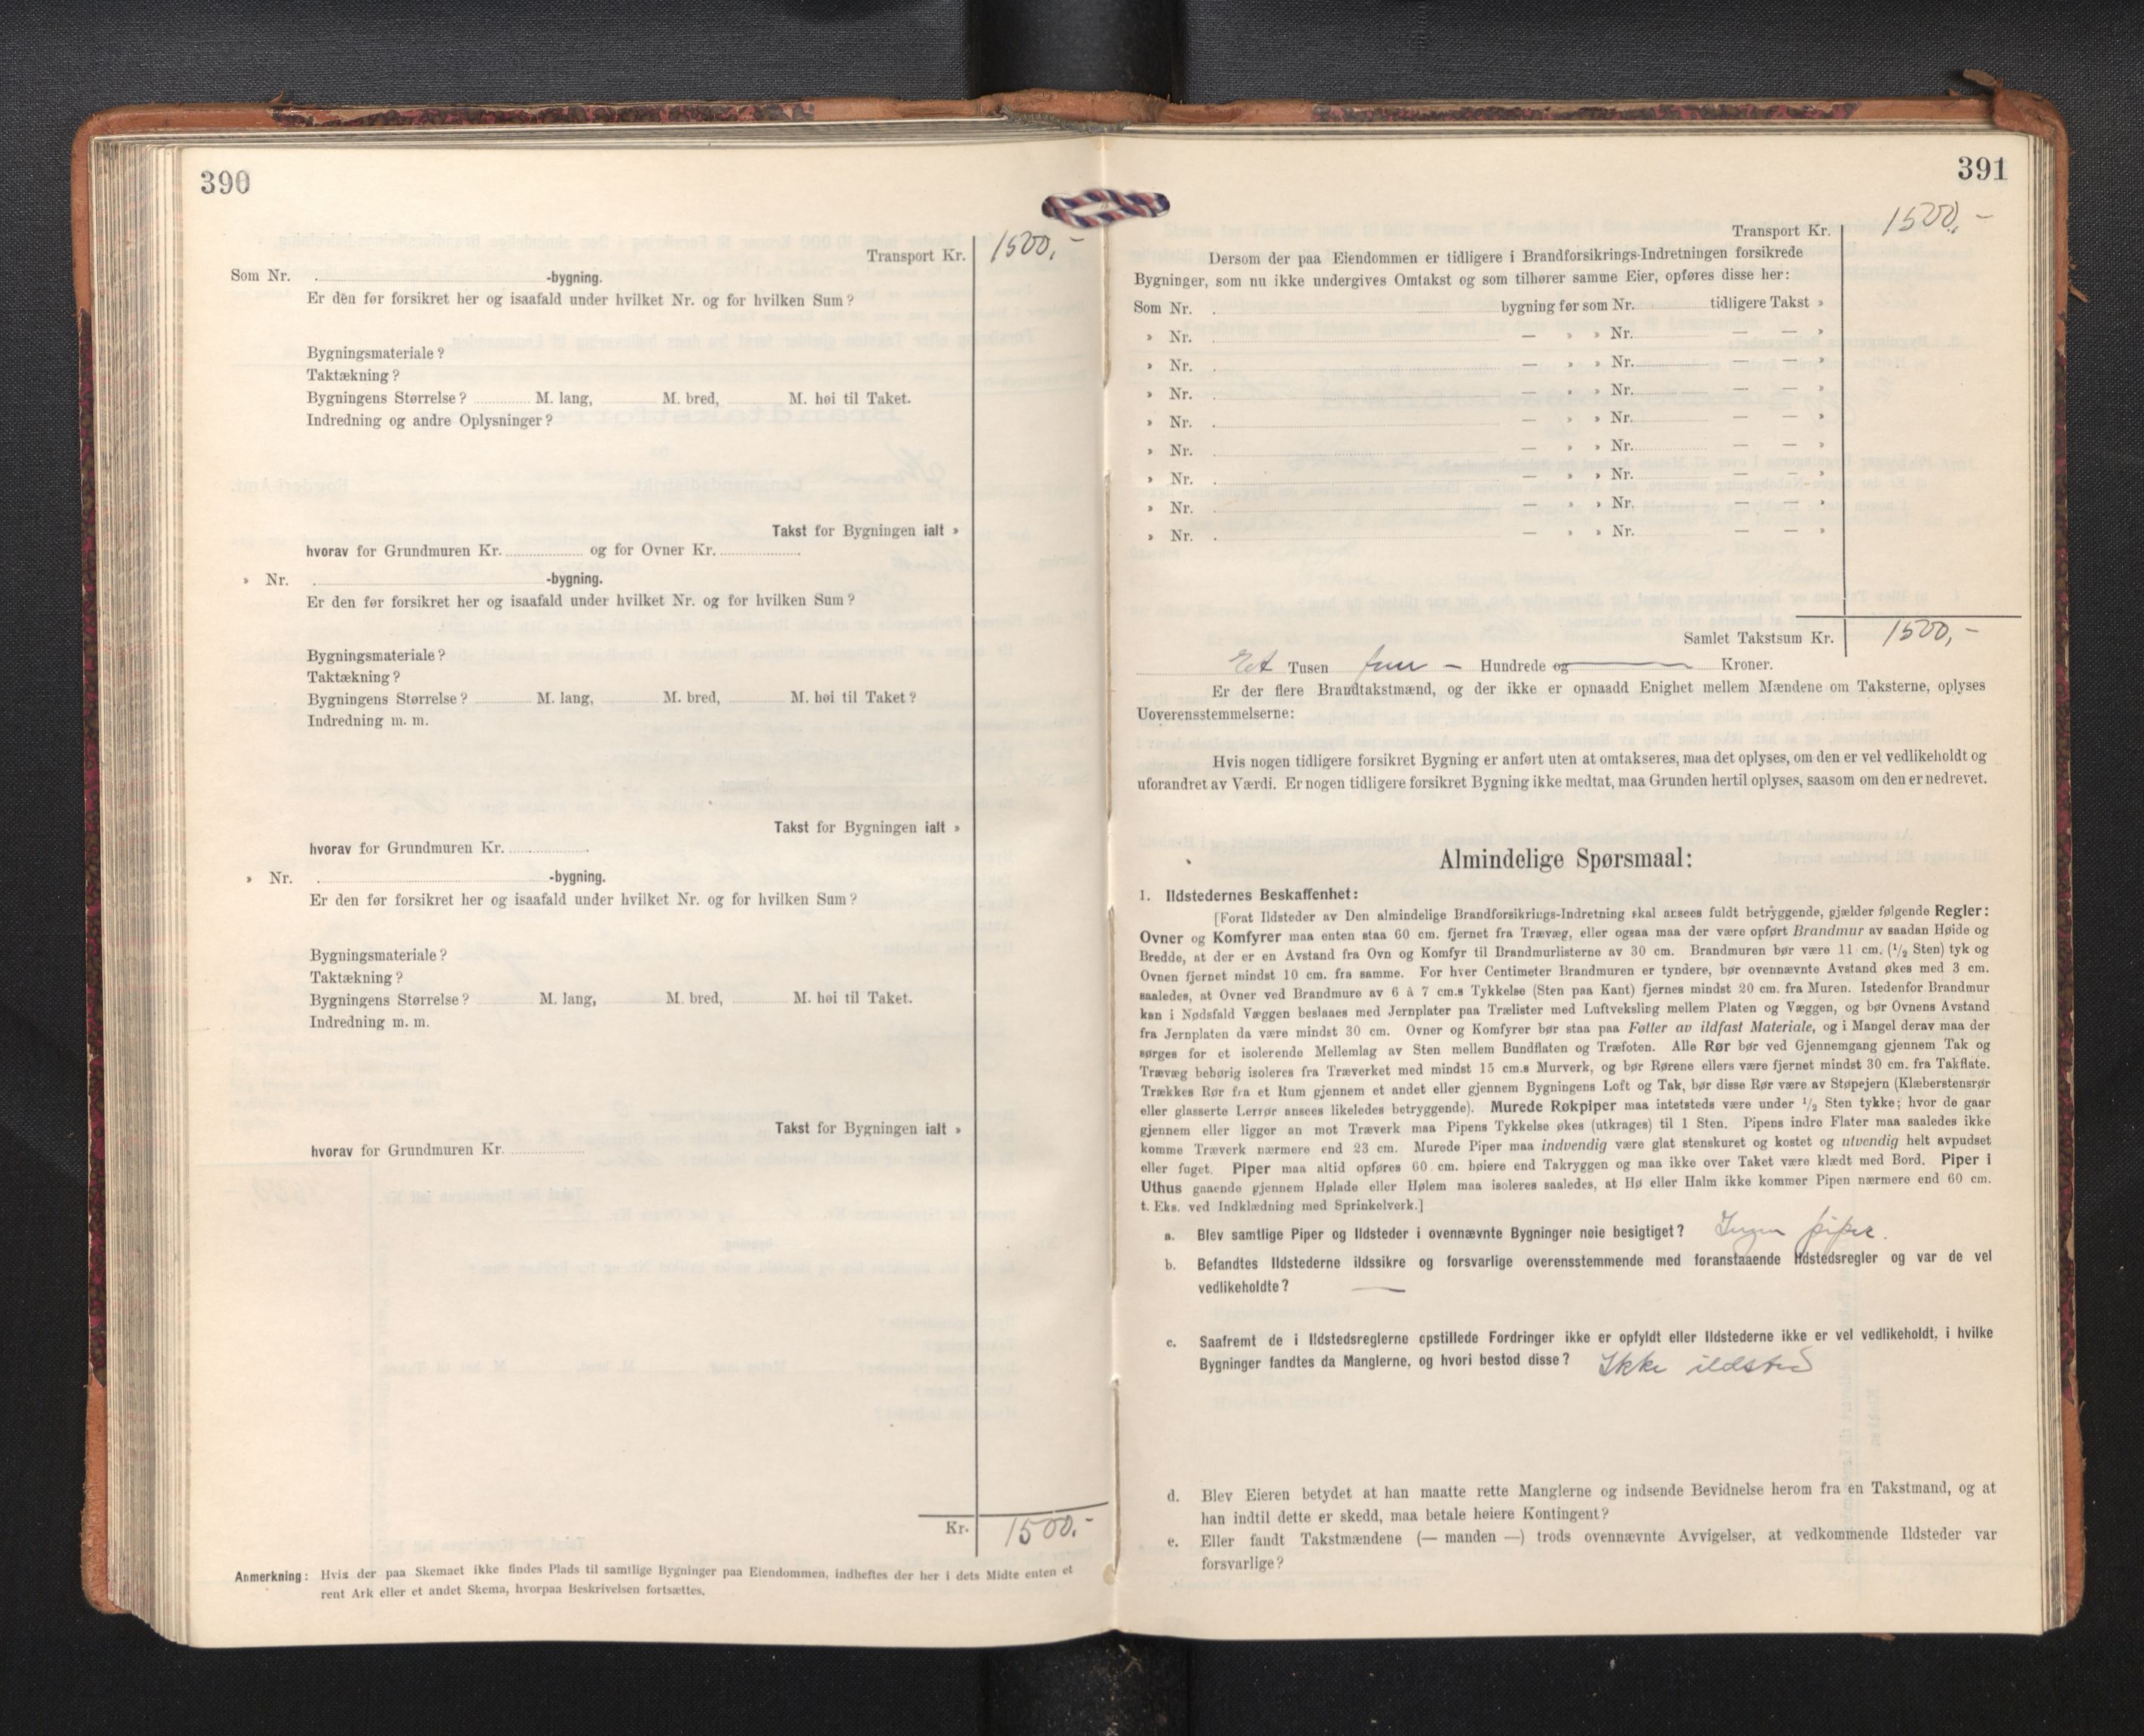 390
Transport Kr. 1500,-
Som Nr. -bygning.
Er den før forsikret her og isaafald under hvilket Nr. og for hvilken Sum?
Bygningsmateriale?
Taktækning?
Bygningens Størrelse? M. lang, M. bred, M. høi til Taket.
Indredning og andre Oplysninger?
Takst for Bygningen ialt »
hvorav for Grundmuren Kr. og for Ovner Kr.
» Nr. -bygning.
Er den før forsikret her og isaafald under hvilket Nr. og for hvilken Sum?
Bygningsmateriale?
Taktækning?
Bygningens Størrelse? M. lang, M. bred, M. høi til Taket?
Indredning m. m.
Takst for Bygningen ialt »
hvorav for Grundmuren Kr.
» Nr. -bygning.
Er den før forsikret her og isaafald under hvilket Nr. og for hvilken Sum?
Bygningsmateriale?
Taktækning?
Bygningens Størrelse? M. lang, M. bred, M. høi til Taket.
Indredning m. m.
Takst for Bygningen ialt »
hvorav for Grundmuren Kr.
Kr. 1500.-
Anmerkning: Hvis der paa Skemaet ikke findes Plads til samtlige Bygninger paa Eiendommen, indheftes der her i dets Midte enten et
rent Ark eller et andet Skema, hvorpaa Beskrivelsen fortsættes.
391
Transport Kr. 1500,-
Dersom der paa Eiendommen er tidligere i Brandforsikrings-Indretningen forsikrede
Bygninger, som nu ikke undergives Omtakst og som tilhører samme Eier, opføres disse her:
Som Nr. bygning før som Nr. tidligere Takst »
» Nr. — » » Nr. — — »
» Nr. — » » Nr. — — »
» Nr. — » » Nr. — — »
» Nr. — » » Nr. — — »
» Nr. — » » Nr. — — »
» Nr. — » » Nr. — — »
» Nr. — » » Nr. — — »
» Nr. — » » Nr. — — »
Samlet Takstsum Kr. 1500,-
Et Tusen fem — Hundrede og — Kroner.
Er der flere Brandtakstmænd, og der ikke er opnaadd Enighet mellem Mændene om Taksterne, oplyses
Uoverensstemmelserne:
Hvis nogen tidligere forsikret Bygning er anført uten at omtakseres, maa det oplyses, om den er vel vedlikeholdt og
uforandret av Værdi. Er nogen tidligere forsikret Bygning ikke medtat, maa Grunden hertil oplyses, saasom om den er nedrevet.
Almindelige Spørsmaal:
1. Ildstedernes Beskaffenhet:
[Forat Ildsteder av Den almindelige Brandforsikrings-Indretning skal ansees fuldt betryggende, gjælder følgende Regler:
Ovner og Komfyrer maa enten staa 60 cm. fjernet fra Trævæg, eller ogsaa maa der være opført Brandmur av saadan Høide og
Bredde, at der er en Avstand fra Ovn og Komfyr til Brandmurlisterne av 30 cm. Brandmuren bør være 11 cm. (1/2 Sten) tyk og
Ovnen fjernet mindst 10 cm. fra samme. For hver Centimeter Brandmuren er tyndere, bør ovennævnte Avstand økes med 3 cm.
saaledes, at Ovner ved Brandmure av 6 à 7 cm.s Tykkelse (Sten paa Kant) fjernes mindst 20 cm. fra Muren. Istedenfor Brandmur
kan i Nødsfald Væggen beslaaes med Jernplater paa Trælister med Luftveksling mellem Platen og Væggen, og bør Ovnens Avstand
fra Jernplaten da være mindst 30 cm. Ovner og Komfyrer bør staa paa Føtter av ildfast Materiale, og i Mangel derav maa der
sørges for et isolerende Mellemlag av Sten mellem Bundflaten og Træfoten. Alle Rør bør ved Gjennemgang gjennem Tak og
Trævæg behørig isoleres fra Træverket med mindst 15 cm.s Murverk, og bør Rørene ellers være fjernet mindst 30 cm. fra Takflate.
Trækkes Rør fra et Rum gjennem et andet eller gjennem Bygningens Loft og Tak, bør disse Rør være av Støpejern (Klæberstensrør
eller glasserte Lerrør ansees likeledes betryggende). Murede Røkpiper maa intetsteds være under 1/2 Sten tykke; hvor de gaar
gjennem eller ligger an mot Træverk maa Pipens Tykkelse økes (utkrages) til 1 Sten. Pipens indre Flater maa saaledes ikke
komme Træverk nærmere end 23 cm. Murede Piper maa indvendig være glat stenskuret og kostet og utvendig helt avpudset
eller fuget. Piper maa altid opføres 60 cm. høiere end Takryggen og maa ikke over Taket være klædt med Bord. Piper i
Uthus gaaende gjennem Hølade eller Hølem maa isoleres saaledes, at Hø eller Halm ikke kommer Pipen nærmere end 60 cm.
t. Eks. ved Indklædning med Sprinkelverk.]
a. Blev samtlige Piper og Ildsteder i ovennævnte Bygninger nøie besigtiget? Ingen piper.
b. Befandtes Ildstederne ildssikre og forsvarlige overensstemmende med foranstaaende Ildstedsregler og var de vel
vedlikeholdte? —
c. Saafremt de i Ildstedsreglerne opstillede Fordringer ikke er opfyldt eller Ildstederne ikke er vel vedlikeholdt, i hvilke
Bygninger fandtes da Manglerne, og hvori bestod disse? Ikke ildsted
d. Blev Eieren betydet at han maatte rette Manglerne og indsende Bevidnelse herom fra en Takstmand, og at
han indtil dette er skedd, maa betale høiere Kontingent?
e. Eller fandt Takstmændene (— manden —) trods ovennævnte Avvigelser, at vedkommende Ildsteder var
forsvarlige?